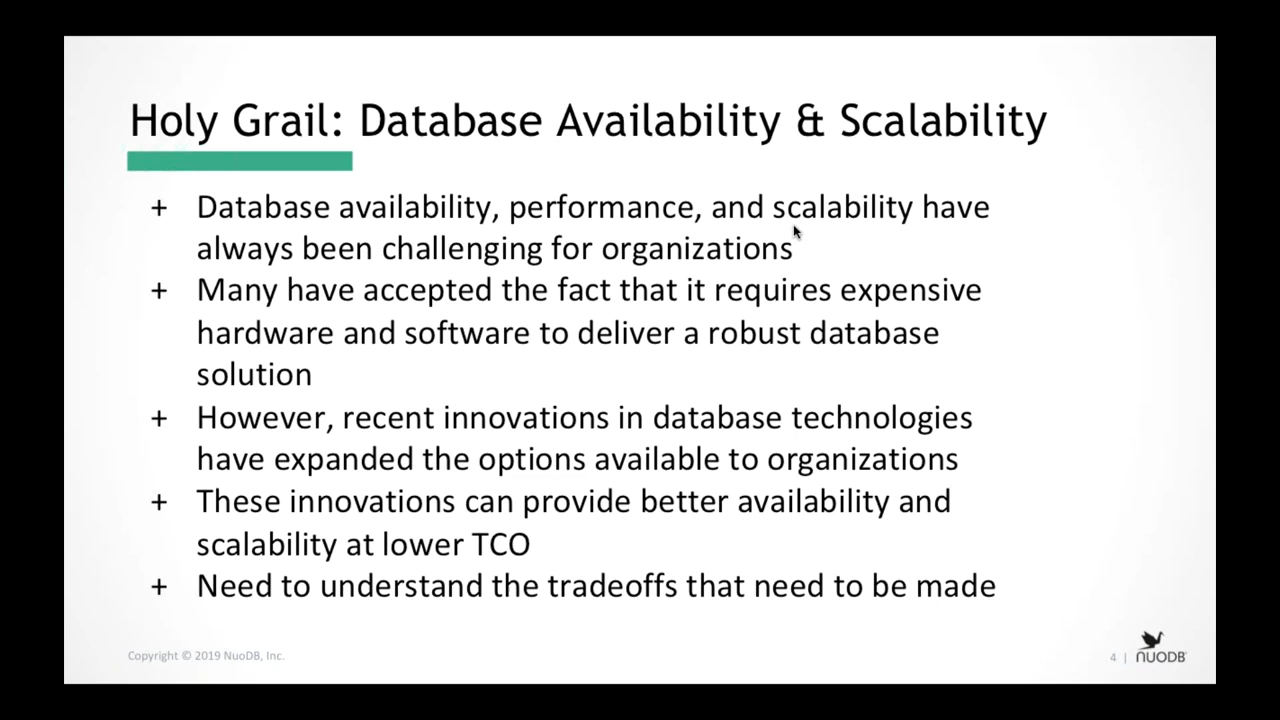 Holy Grail: Database Availability & Scalability
+ Database availability, performance, and scalability have
always been challenging for organizations
+ Many have accepted the fact that it requires expensive
hardware and software to deliver a robust database
solution
+ However, recent innovations in database technologies
have expanded the options available to organizations
+ These innovations can provide better availability and
scalability at lower TCO
+ Need to understand the tradeoffs that need to be made
Copyright © 2019 NuoDB, Inc.
4 | NUODB